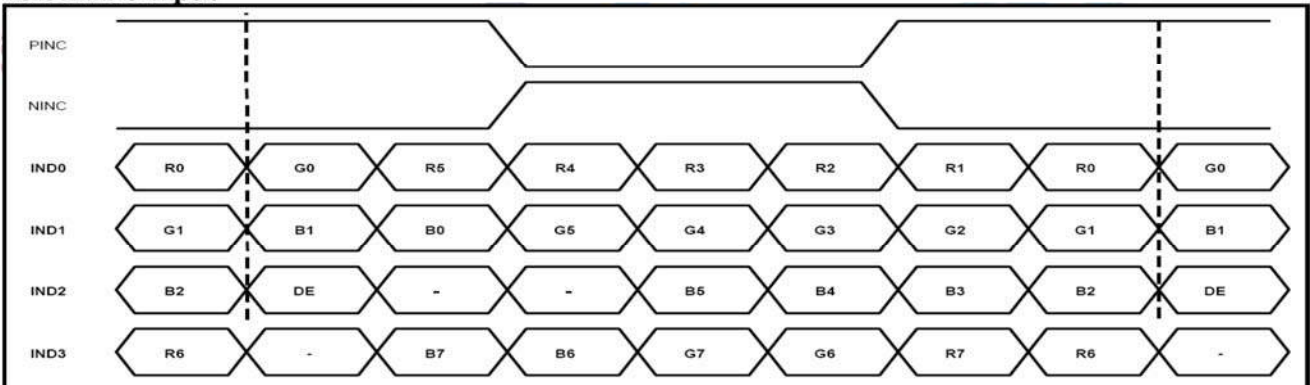 PINC
NINC
IND0 R0 G0 R5 R4 R3 R2 R1 R0 G0
IND1 G1 B1 B0 G5 G4 G3 G2 G1 B1
IND2 B2 DE - - B5 B4 B3 B2 DE
IND3 R6 - B7 B6 G7 G6 R7 R6 -